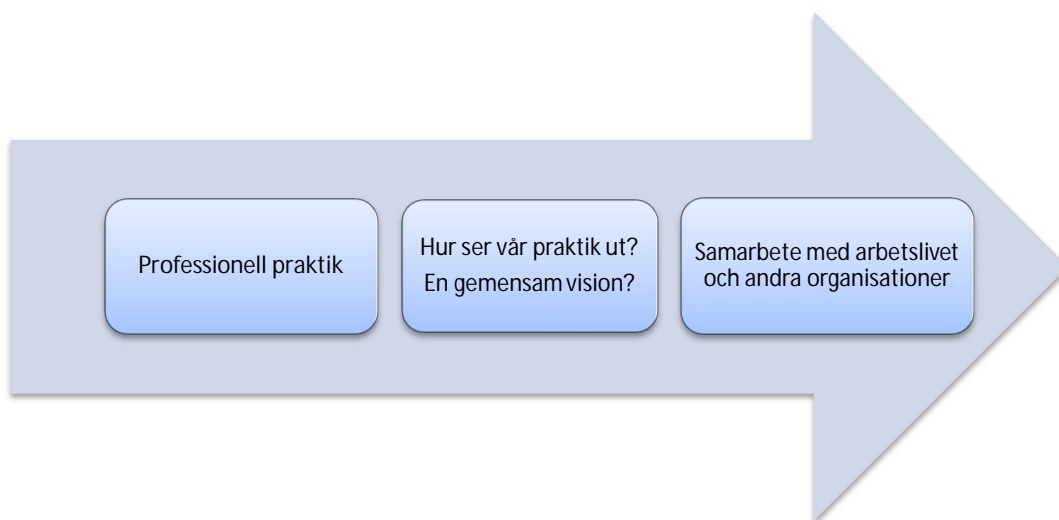 Professionell praktik
Hur ser vår praktik ut?
En gemensam vision?
Samarbete med arbetslivet
och andra organisationer